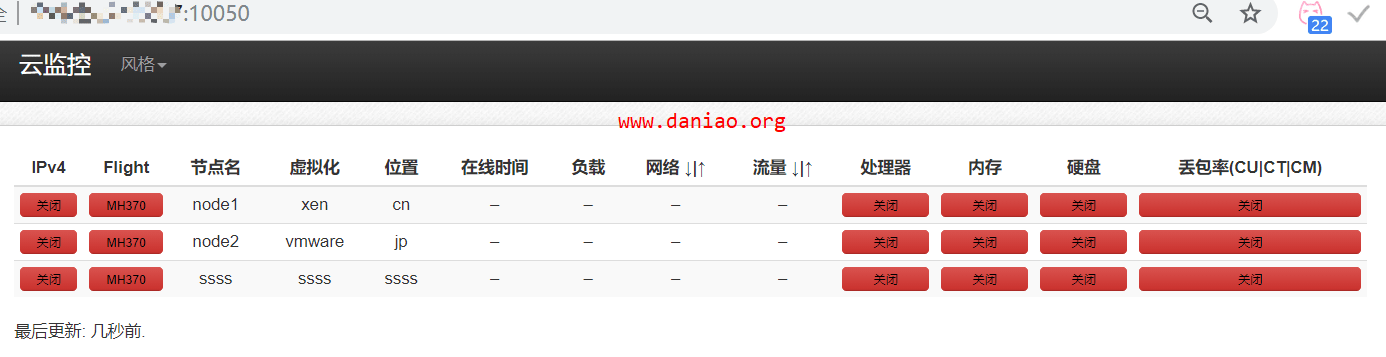 全 7:10050 22
云监控 风格
www.daniao.org
IPv4 Flight 节点名 虚拟化 位置 在线时间 负载 网络 ↓|↑ 流量 ↓|↑ 处理器 内存 硬盘 丢包率(CU|CT|CM)
关闭 MH370 node1 xen cn – – – – 关闭 关闭 关闭 关闭
关闭 MH370 node2 vmware jp – – – – 关闭 关闭 关闭 关闭
关闭 MH370 ssss ssss ssss – – – – 关闭 关闭 关闭 关闭
最后更新: 几秒前.